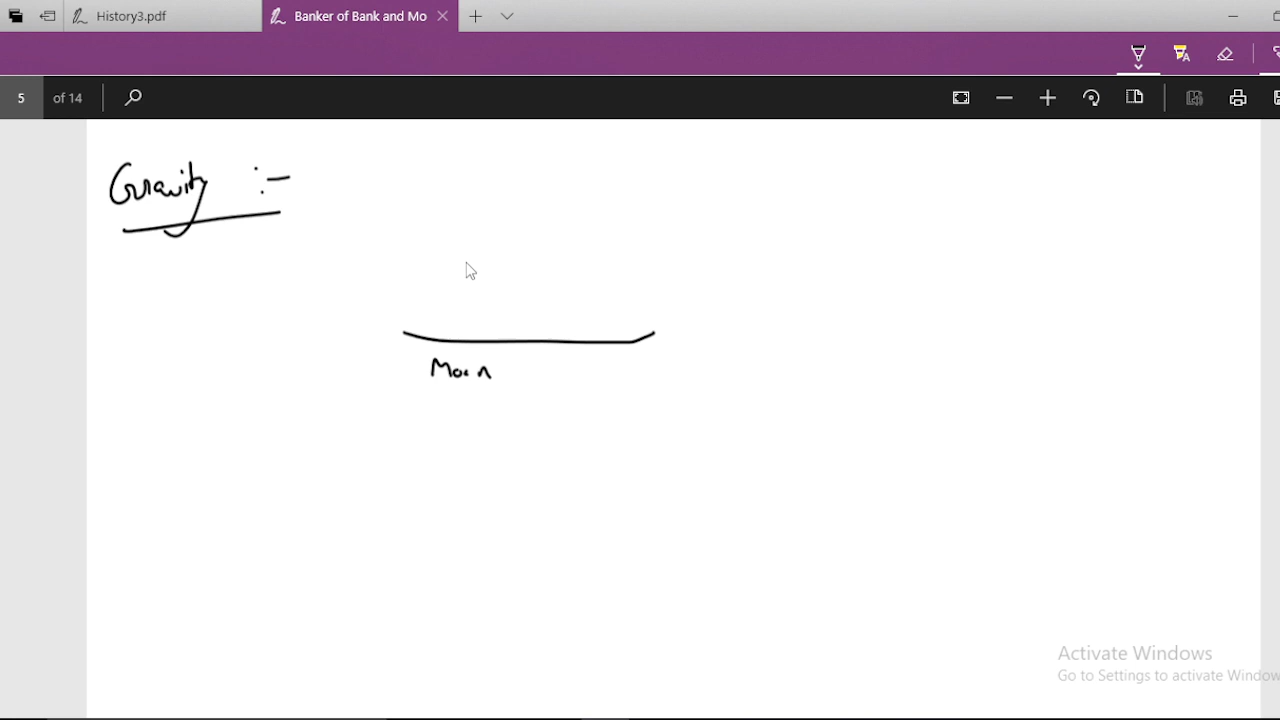 History3.pdf
Banker of Bank and Mo
5 of 14
Gravity :-
Moon
Activate Windows
Go to Settings to activate Window